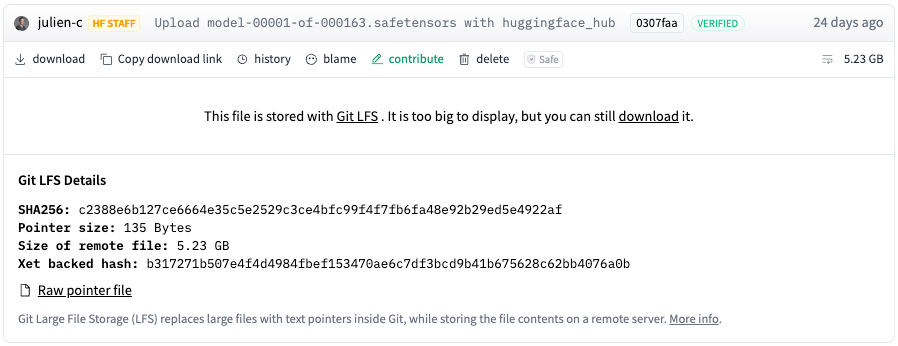 julien-c HF STAFF Upload model-00001-of-000163.safetensors with huggingface_hub 0307faa VERIFIED 24 days ago
download Copy download link history blame contribute delete Safe 5.23 GB
This file is stored with Git LFS . It is too big to display, but you can still download it.
Git LFS Details
SHA256: c2388e6b127ce6664e35c5e2529c3ce4bfc99f4f7fb6fa48e92b29ed5e4922af
Pointer size: 135 Bytes
Size of remote file: 5.23 GB
Xet backed hash: b317271b507e4f4d4984fbef153470ae6c7df3bcd9b41b675628c62bb4076a0b
Raw pointer file
Git Large File Storage (LFS) replaces large files with text pointers inside Git, while storing the file contents on a remote server. More info.